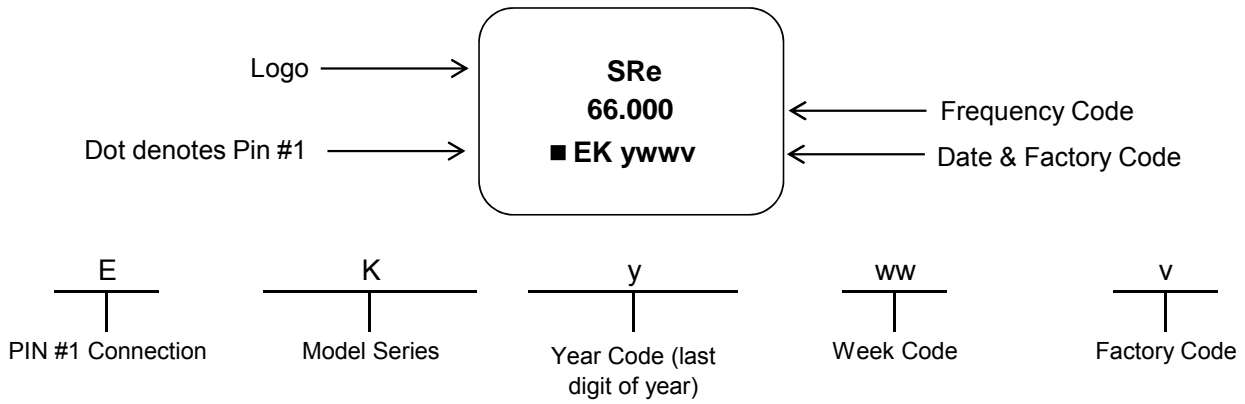 Logo
SRe
66.000
Frequency Code
Dot denotes Pin #1
■ EK ywwv
Date & Factory Code
E
K
y
ww
v
PIN #1 Connection
Model Series
Year Code (last
digit of year)
Week Code
Factory Code